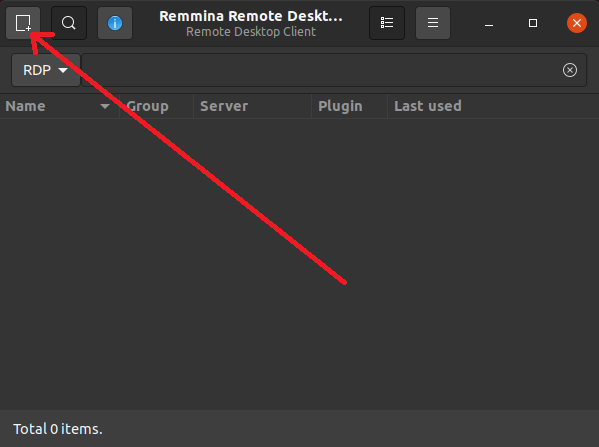 Remmina Remote Deskt...
Remote Desktop Client
RDP
Name Group Server Plugin Last used
Total 0 items.